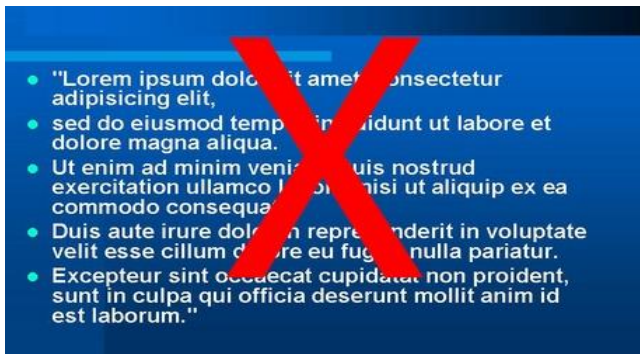 • "Lorem ipsum amet consectetur
adipisicing elit,
• sed do eiusmod ut labore et
dolore magna aliqua.
• Ut enim ad minim nostrud
exercitation ullamco nisi ut aliquip ex ea
commodo
• Duis aute irure in voluptate
velit esse cillum eu nulla pariatur.
• Excepteur sint occaecat cupidatat non proident,
sunt in culpa qui officia deserunt mollit anim id
est laborum."